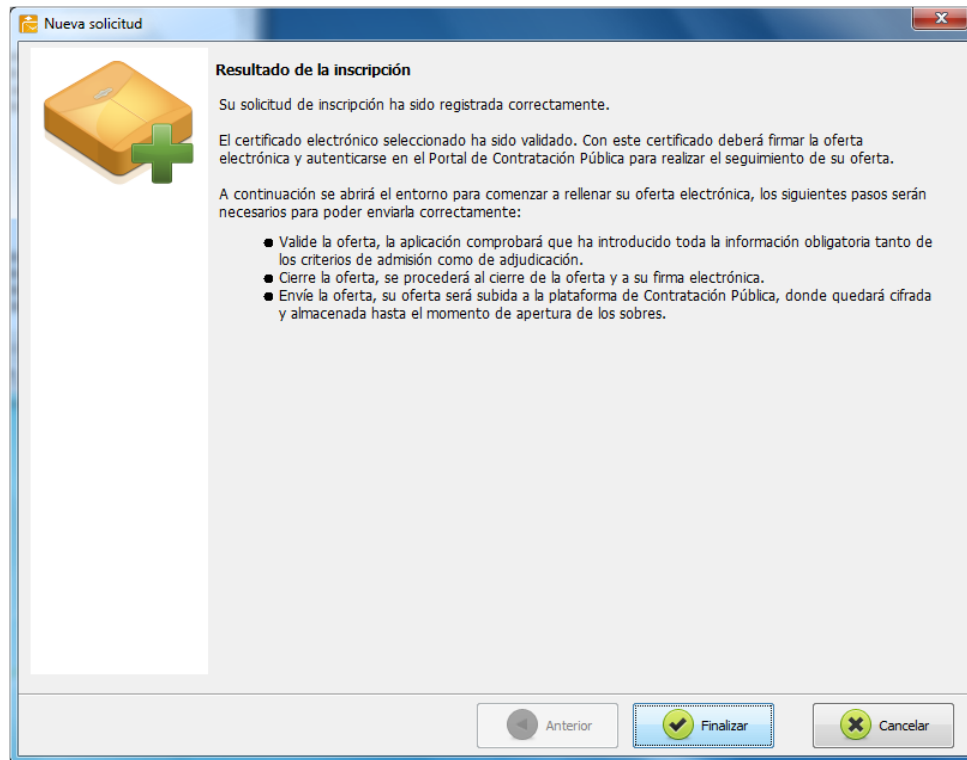 Nueva solicitud
Resultado de la inscripción
Su solicitud de inscripción ha sido registrada correctamente.
El certificado electrónico seleccionado ha sido validado. Con este certificado deberá firmar la oferta
electrónica y autenticarse en el Portal de Contratación Pública para realizar el seguimiento de su oferta.
A continuación se abrirá el entorno para comenzar a rellenar su oferta electrónica, los siguientes pasos serán
necesarios para poder enviarla correctamente:
● Valide la oferta, la aplicación comprobará que ha introducido toda la información obligatoria tanto de
los criterios de admisión como de adjudicación.
● Cierre la oferta, se procederá al cierre de la oferta y a su firma electrónica.
● Envíe la oferta, su oferta será subida a la plataforma de Contratación Pública, donde quedará cifrada
y almacenada hasta el momento de apertura de los sobres.
Anterior
Finalizar
Cancelar